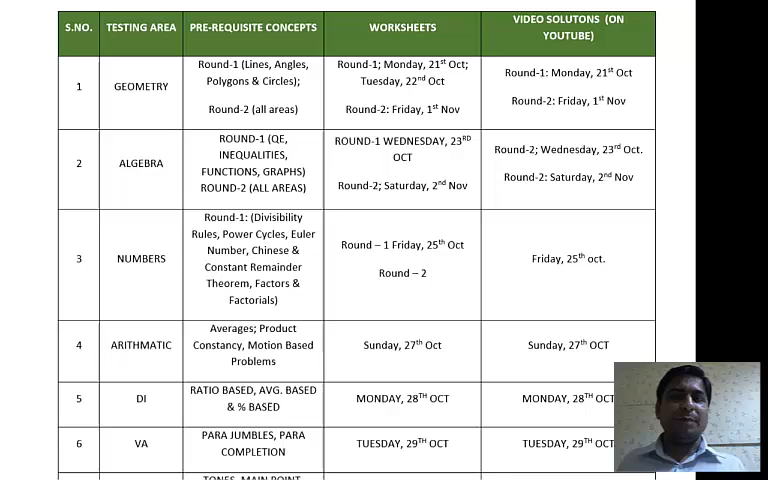 S.NO. TESTING AREA PRE-REQUISITE CONCEPTS WORKSHEETS VIDEO SOLUTONS (ON
YOUTUBE)
1 GEOMETRY
Round-1 (Lines, Angles,
Polygons & Circles);
Round-2 (all areas)
Round-1; Monday, 21st Oct;
Tuesday, 22nd Oct
Round-2: Friday, 1st Nov
Round-1: Monday, 21st Oct
Round-2: Friday, 1st Nov
2 ALGEBRA
ROUND-1 (QE,
INEQUALITIES,
FUNCTIONS, GRAPHS)
ROUND-2 (ALL AREAS)
ROUND-1 WEDNESDAY, 23RD
OCT
Round-2; Saturday, 2nd Nov
Round-2; Wednesday, 23rd Oct.
Round-2: Saturday, 2nd Nov
3 NUMBERS
Round-1: (Divisibility
Rules, Power Cycles, Euler
Number, Chinese &
Constant Remainder
Theorem, Factors &
Factorials)
Round – 1 Friday, 25th Oct
Round – 2
Friday, 25th oct.
4 ARITHMATIC
Averages; Product
Constancy, Motion Based
Problems
Sunday, 27th Oct
Sunday, 27th OCT
5 DI
RATIO BASED, AVG. BASED
& % BASED
MONDAY, 28TH OCT
MONDAY, 28TH OCT
6 VA
PARA JUMBLES, PARA
COMPLETION
TUESDAY, 29TH OCT
TUESDAY, 29TH OCT
TONES, MAIN POINT,